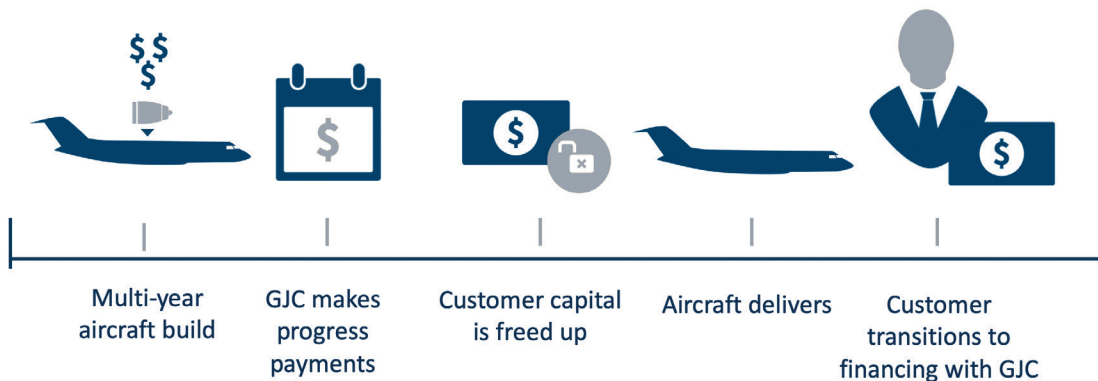 $ $
$
$
$
$
Multi-year
aircraft build
GJC makes
progress
payments
Customer capital
is freed up
Aircraft delivers
Customer
transitions to
financing with GJC